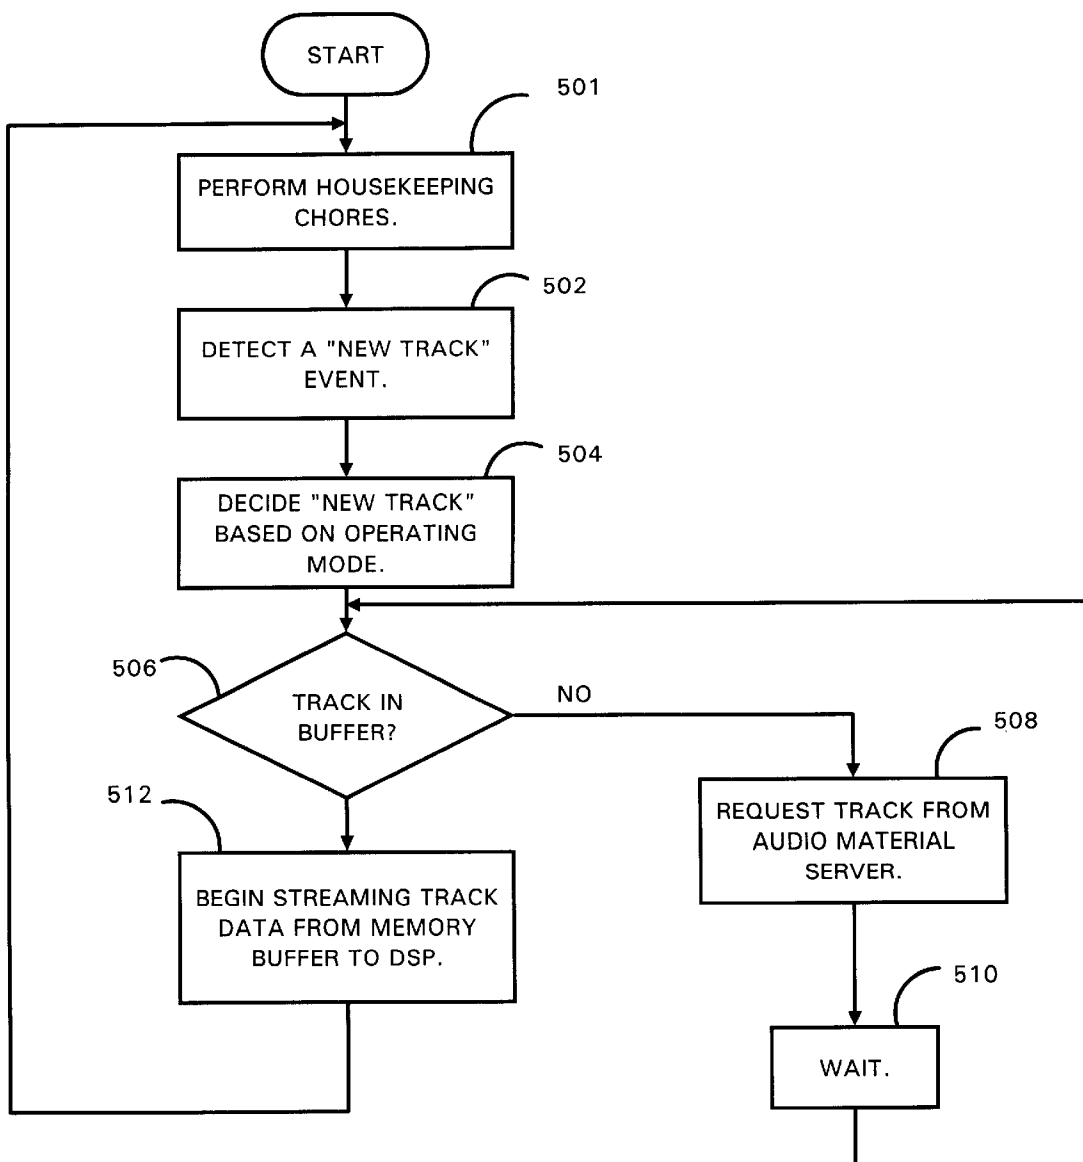 START
501
PERFORM HOUSEKEEPING
CHORES.
502
DETECT A "NEW TRACK"
EVENT.
504
DECIDE "NEW TRACK"
BASED ON OPERATING
MODE.
506
TRACK IN
BUFFER?
NO
508
REQUEST TRACK FROM
AUDIO MATERIAL
SERVER.
512
BEGIN STREAMING TRACK
DATA FROM MEMORY
BUFFER TO DSP.
510
WAIT.